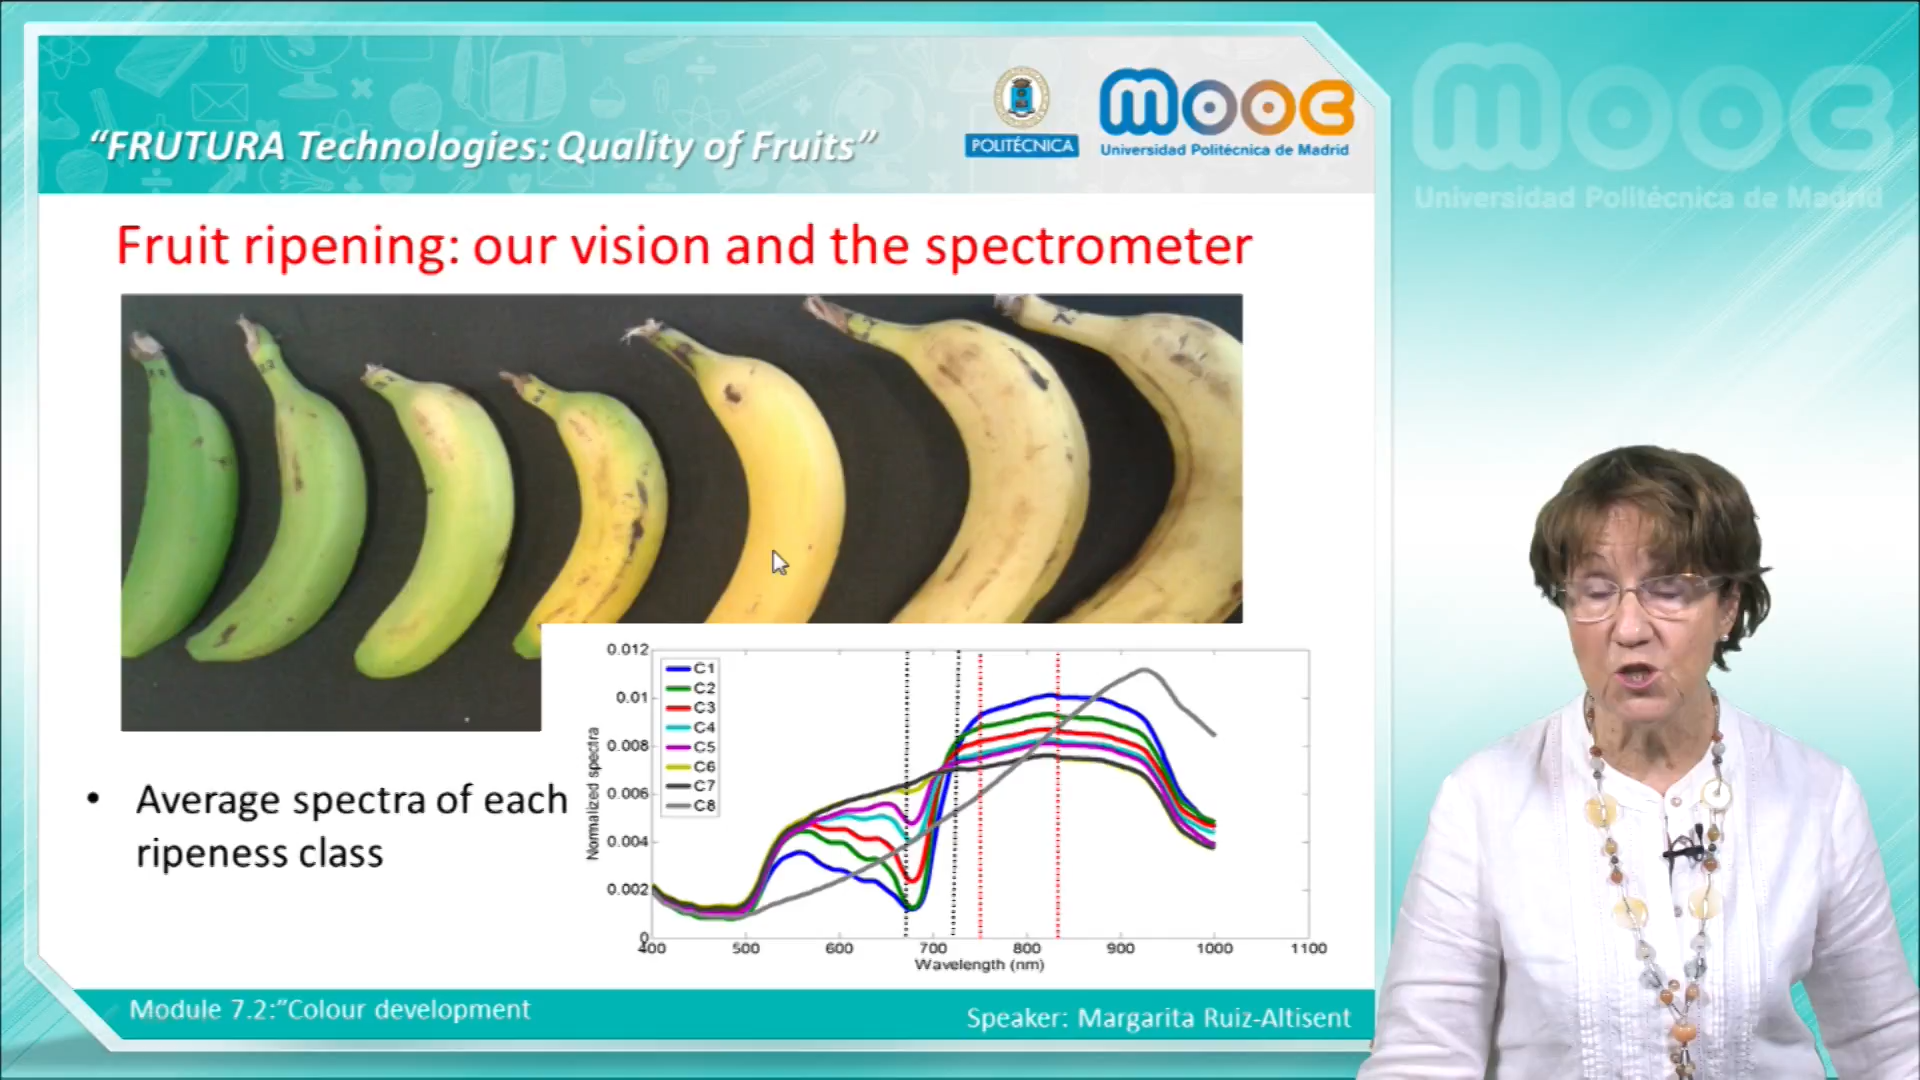 "FRUTURA Technologies: Quality of Fruits"
POLITÉCNICA
MOOC
Universidad Politécnica de Madrid
MOOC
Universidad Politécnica de Madrid
Fruit ripening: our vision and the spectrometer
• Average spectra of each
ripeness class
Normalized spectra
0.012
0.01
0.008
0.006
0.004
0.002
0
C1
C2
C3
C4
C5
C6
C7
C8
400 500 600 700 800 900 1000 1100
Wavelength (nm)
Module 7.2:"Colour development
Speaker: Margarita Ruiz-Altisent